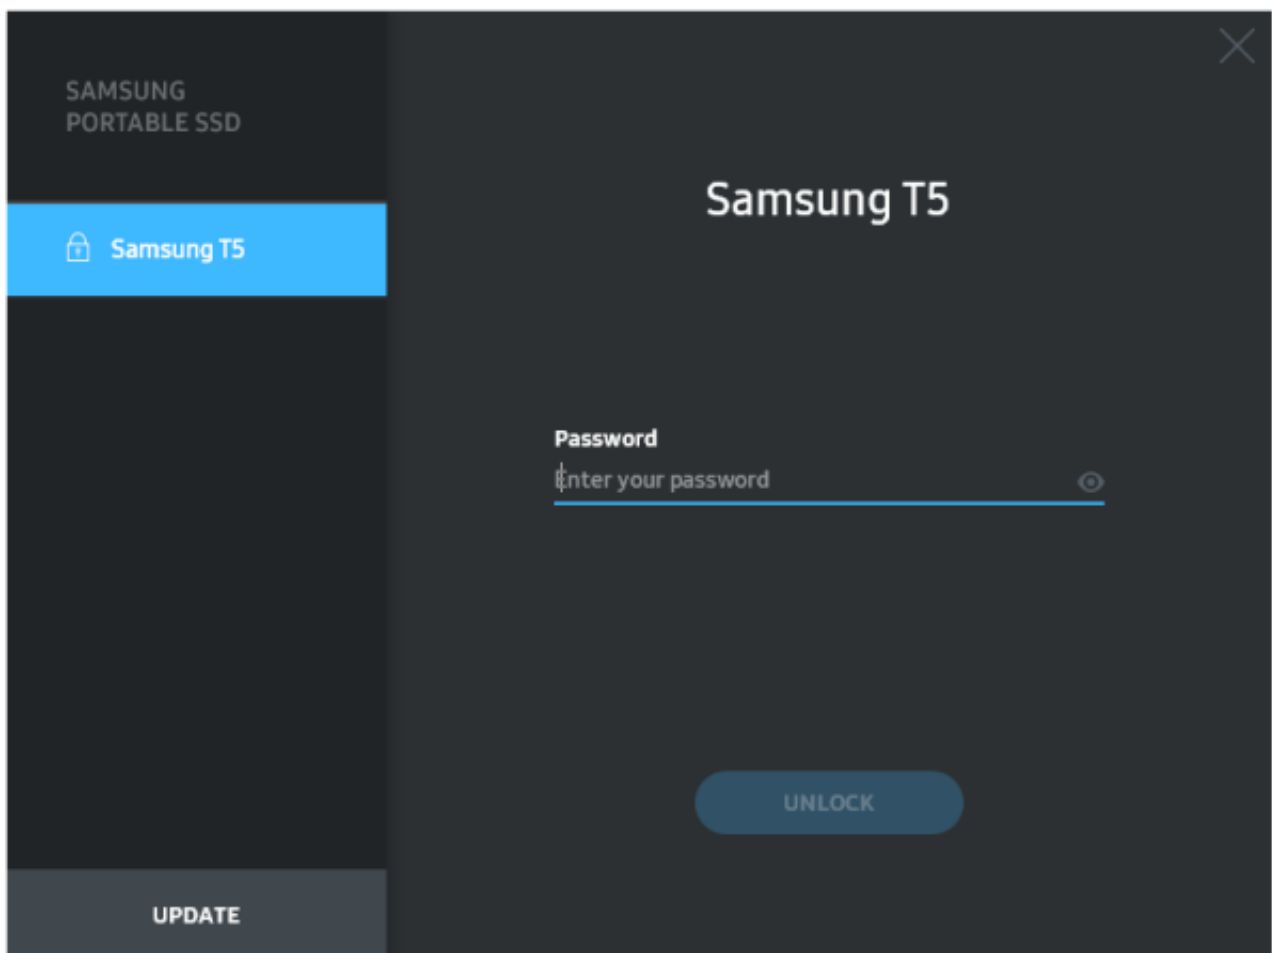 SAMSUNG
PORTABLE SSD
Samsung T5
Samsung T5
Password
Enter your password
UNLOCK
UPDATE